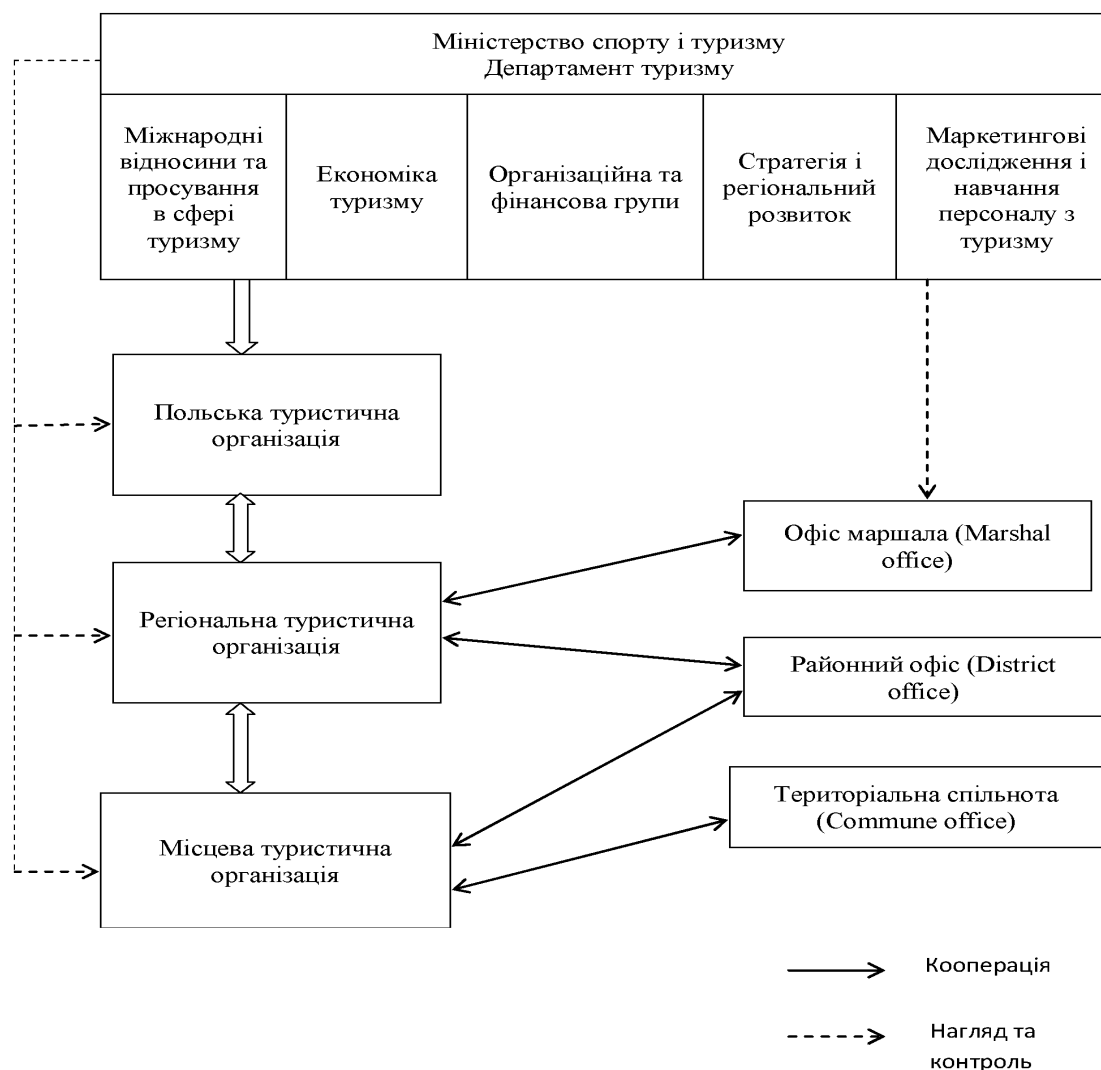 Міністерство спорту і туризму
Департамент туризму
Міжнародні
відносини та
просування
в сфері
туризму
Економіка
туризму
Організаційна та
фінансова групи
Стратегія і
регіональний
розвиток
Маркетингові
дослідження і
навчання
персоналу з
туризму
Польська туристична
організація
Офіс маршала (Marshal
office)
Регіональна туристична
організація
Районний офіс (District
office)
Територіальна спільнота
(Commune office)
Місцева туристична
організація
Кооперація
Нагляд та
контроль